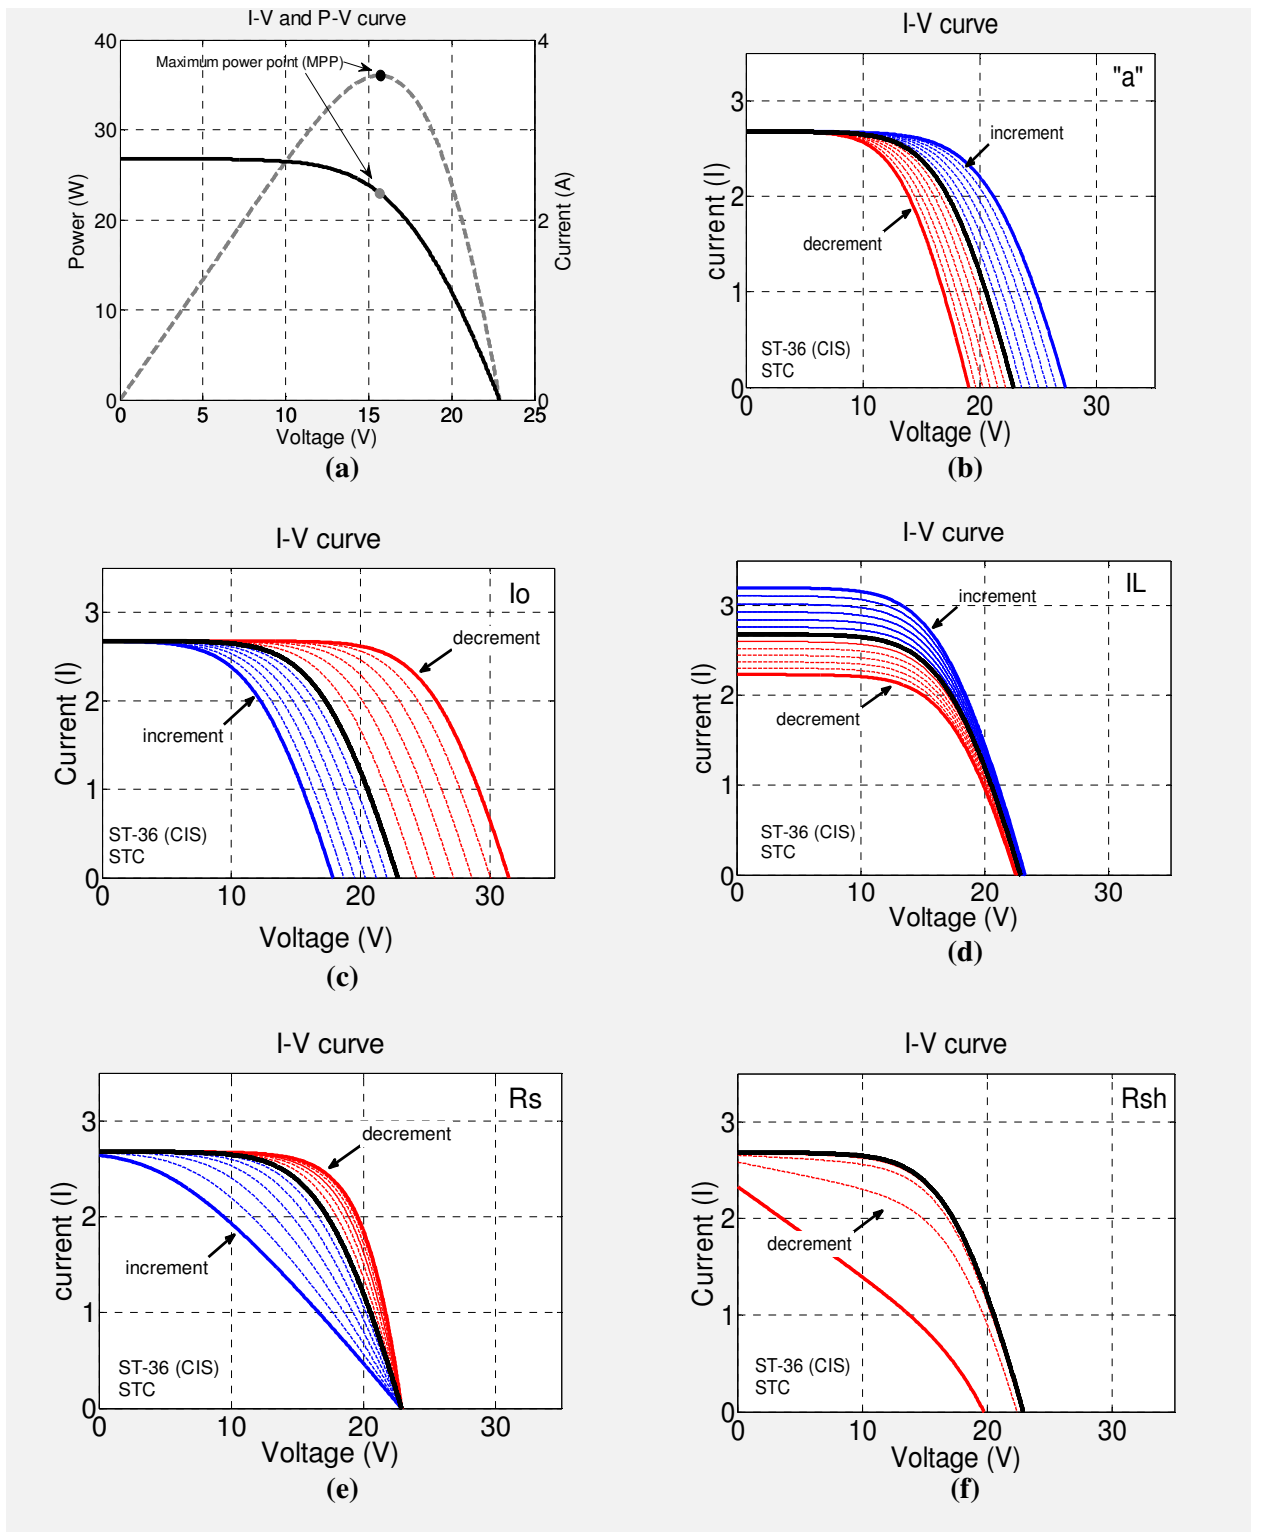 I-V and P-V curve
40
30
20
10
0
Power (W)
Maximum power point (MPP)
4
2
0
Current (A)
0 5 10 15 20 25
Voltage (V)
(a)
I-V curve
"a"
3
2
1
0
current (I)
increment
decrement
ST-36 (CIS)
STC
0 10 20 30
Voltage (V)
(b)
I-V curve
Io
3
2
1
0
Current (I)
decrement
increment
ST-36 (CIS)
STC
0 10 20 30
Voltage (V)
(c)
I-V curve
IL
3
2
1
0
current (I)
increment
decrement
ST-36 (CIS)
STC
0 10 20 30
Voltage (V)
(d)
I-V curve
Rs
3
2
1
0
current (I)
decrement
increment
ST-36 (CIS)
STC
0 10 20 30
Voltage (V)
(e)
I-V curve
Rsh
3
2
1
0
Current (I)
decrement
ST-36 (CIS)
STC
0 10 20 30
Voltage (V)
(f)